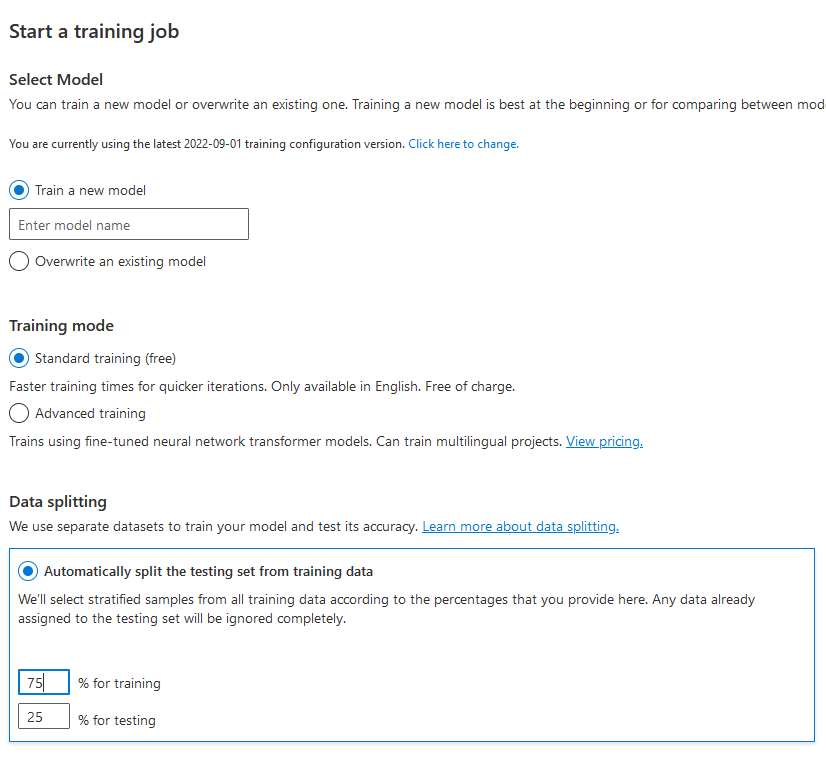 Start a training job
Select Model
You can train a new model or overwrite an existing one. Training a new model is best at the beginning or for comparing between mod
You are currently using the latest 2022-09-01 training configuration version. Click here to change.
Train a new model
Enter model name
Overwrite an existing model
Training mode
Standard training (free)
Faster training times for quicker iterations. Only available in English. Free of charge.
Advanced training
Trains using fine-tuned neural network transformer models. Can train multilingual projects. View pricing.
Data splitting
We use separate datasets to train your model and test its accuracy. Learn more about data splitting.
Automatically split the testing set from training data
We'll select stratified samples from all training data according to the percentages that you provide here. Any data already
assigned to the testing set will be ignored completely.
75 % for training
25 % for testing